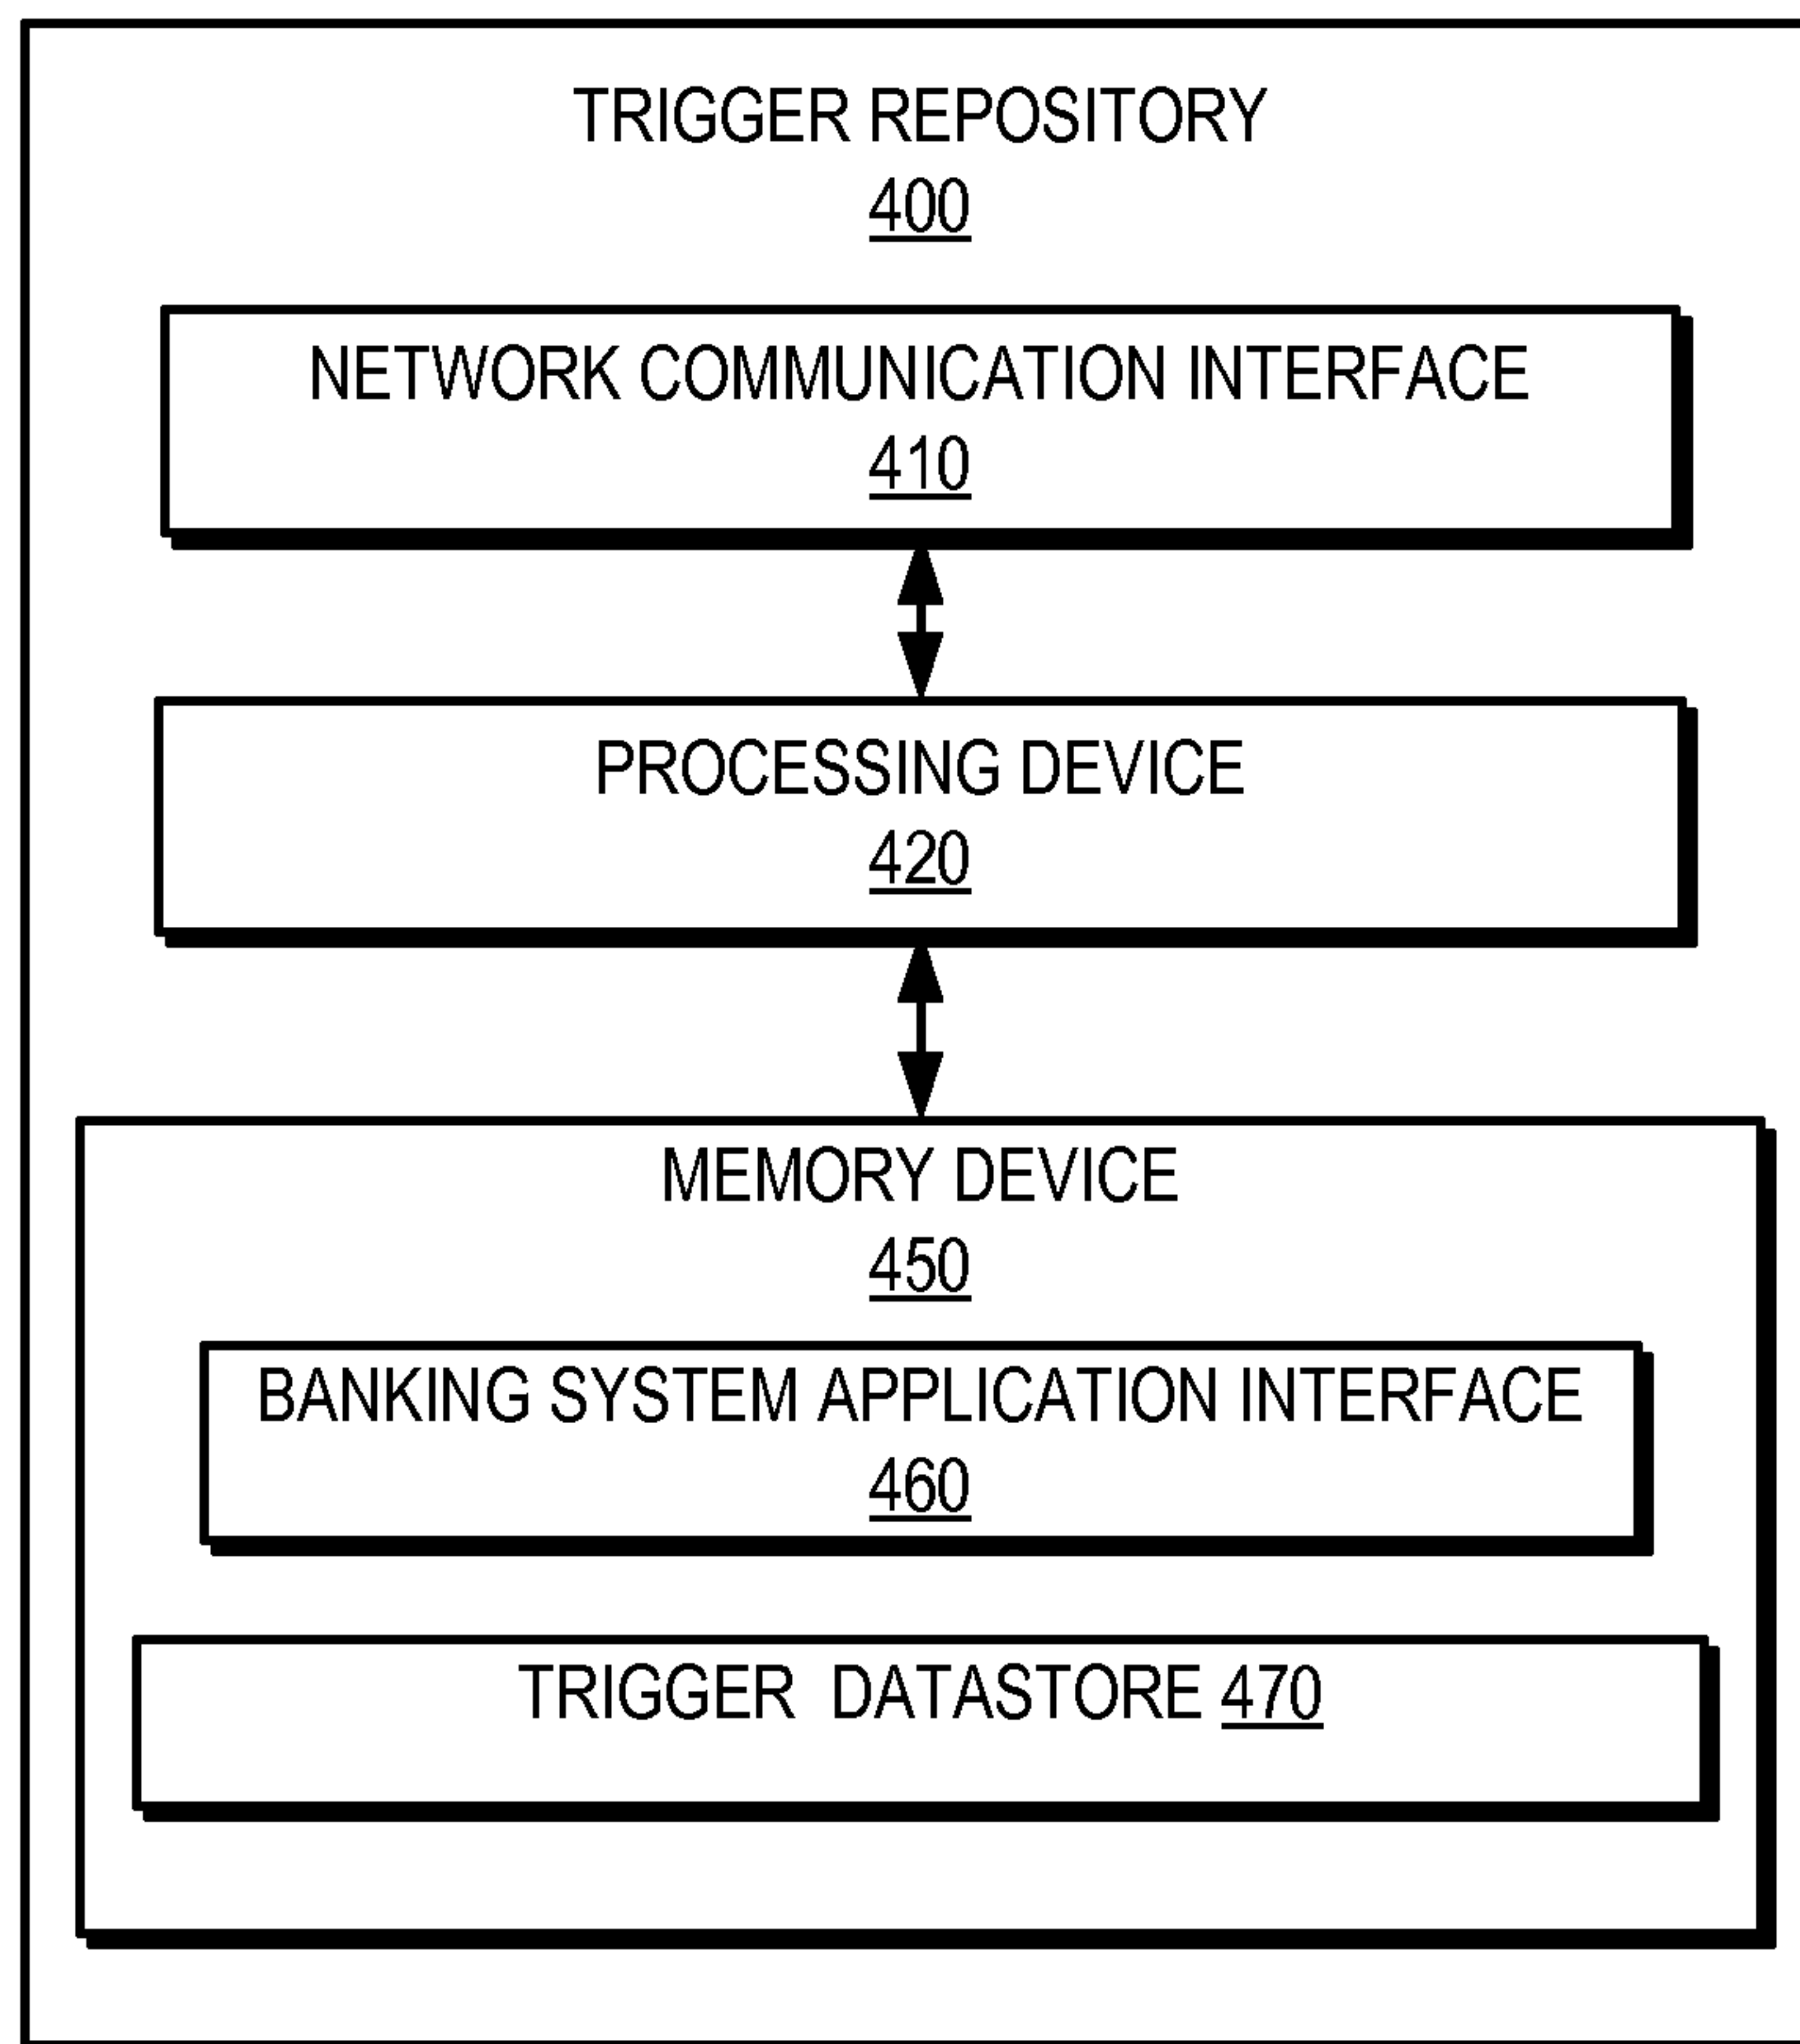 TRIGGER REPOSITORY
400
NETWORK COMMUNICATION INTERFACE
410
PROCESSING DEVICE
420
MEMORY DEVICE
450
BANKING SYSTEM APPLICATION INTERFACE
460
TRIGGER DATASTORE 470